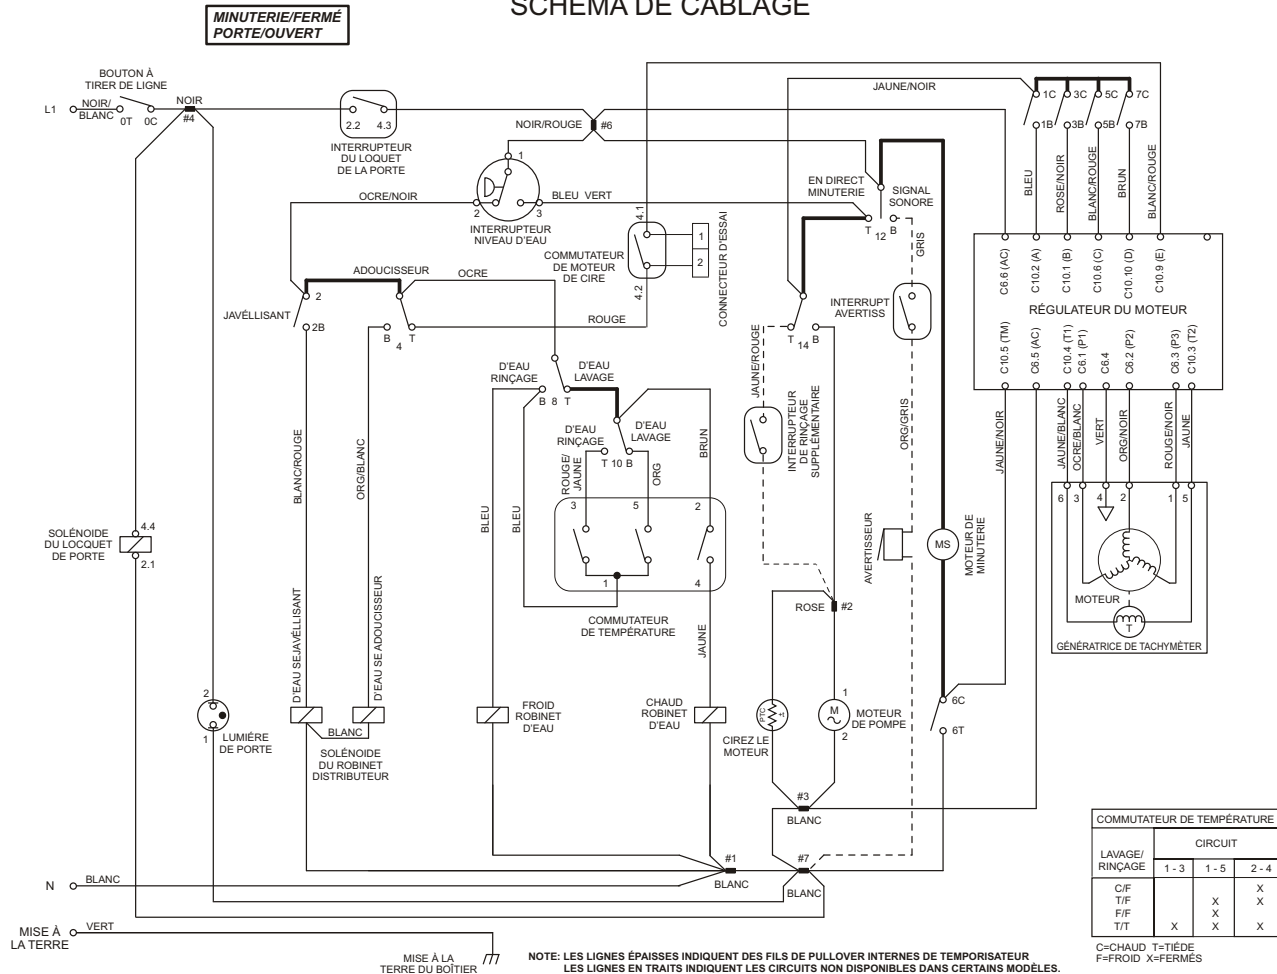 SCHÉMA DE CÂBLAGE
MINUTERIE/FERMÉ
PORTE/OUVERT
BOUTON À
TIRER DE LIGNE
L1
NOIR/
BLANC
0T
0C
NOIR
#4
2.2
4.3
INTERRUPTEUR
DU LOQUET
DE LA PORTE
NOIR/ROUGE
#6
JAUNE/NOIR
1C
3C
5C
7C
1B
3B
5B
7B
BLEU
ROSE/NOIR
BLANC/ROUGE
BRUN
BLANC/ROUGE
OCRE/NOIR
1
2
3
BLEU VERT
INTERRUPTEUR
NIVEAU D'EAU
EN DIRECT
MINUTERIE
SIGNAL
SONORE
T
12
B
GRIS
4.1
COMMUTATEUR
DE MOTEUR
DE CIRE
4.2
1
2
CONNECTEUR D'ESSAI
C6.6 (AC)
C10.2 (A)
C10.1 (B)
C10.6 (C)
C10.10 (D)
C10.9 (E)
RÉGULATEUR DU MOTEUR
C10.5 (TM)
C6.5 (AC)
C10.4 (T1)
C6.1 (P1)
C6.4
C6.2 (P2)
C6.3 (P3)
C10.3 (T2)
ADOUCISSEUR
OCRE
JAVÉLLISANT
2
2B
B
4
T
ROUGE
INTERRUPT
AVERTISS
T
14
B
JAUNE/ROUGE
D'EAU
RINÇAGE
D'EAU
LAVAGE
B
8
T
D'EAU
RINÇAGE
D'EAU
LAVAGE
T
10
B
ROUGE/
JAUNE
ORG
BRUN
INTERRUPTEUR
DE RINÇAGE
SUPPLÉMENTAIRE
ORG/GRIS
JAUNE/NOIR
JAUNE/BLANC
OCRE/BLANC
VERT
ORG/NOIR
ROUGE/NOIR
JAUNE
BLANC/ROUGE
ORG/BLANC
BLEU
BLEU
3
5
2
1
4
COMMUTATEUR
DE TEMPÉRATURE
6
3
4
2
1
5
MOTEUR
T
GÉNÉRATRICE DE TACHYMÈTER
SOLÉNOIDE
DU LOCQUET
DE PORTE
4.4
2.1
AVERTISSEUR
MS
MOTEUR DE
MINUTERIE
ROSE
#2
D'EAU SEJAVÉLLISANT
D'EAU SE ADOUCISSEUR
JAUNE
2
1
LUMIÉRE
DE PORTE
BLANC
SOLÉNOIDE
DU ROBINET
DISTRIBUTEUR
FROID
ROBINET
D'EAU
CHAUD
ROBINET
D'EAU
PTC
CIREZ LE
MOTEUR
1
M
2
MOTEUR
DE POMPE
6C
6T
#3
BLANC
#1
BLANC
#7
BLANC
N
BLANC
MISE À
LA TERRE
VERT
MISE À LA
TERRE DU BOÎTIER
NOTE: LES LIGNES ÉPAISSES INDIQUENT DES FILS DE PULLOVER INTERNES DE TEMPORISATEUR
LES LIGNES EN TRAITS INDIQUENT LES CIRCUITS NON DISPONIBLES DANS CERTAINS MODÈLES.
COMMUTATEUR DE TEMPÉRATURE
LAVAGE/
RINÇAGE
CIRCUIT
1 - 3 1 - 5 2 - 4
C/F X
T/F X X
F/F X
T/T X X X
C=CHAUD T=TIÉDE
F=FROID X=FERMÉS